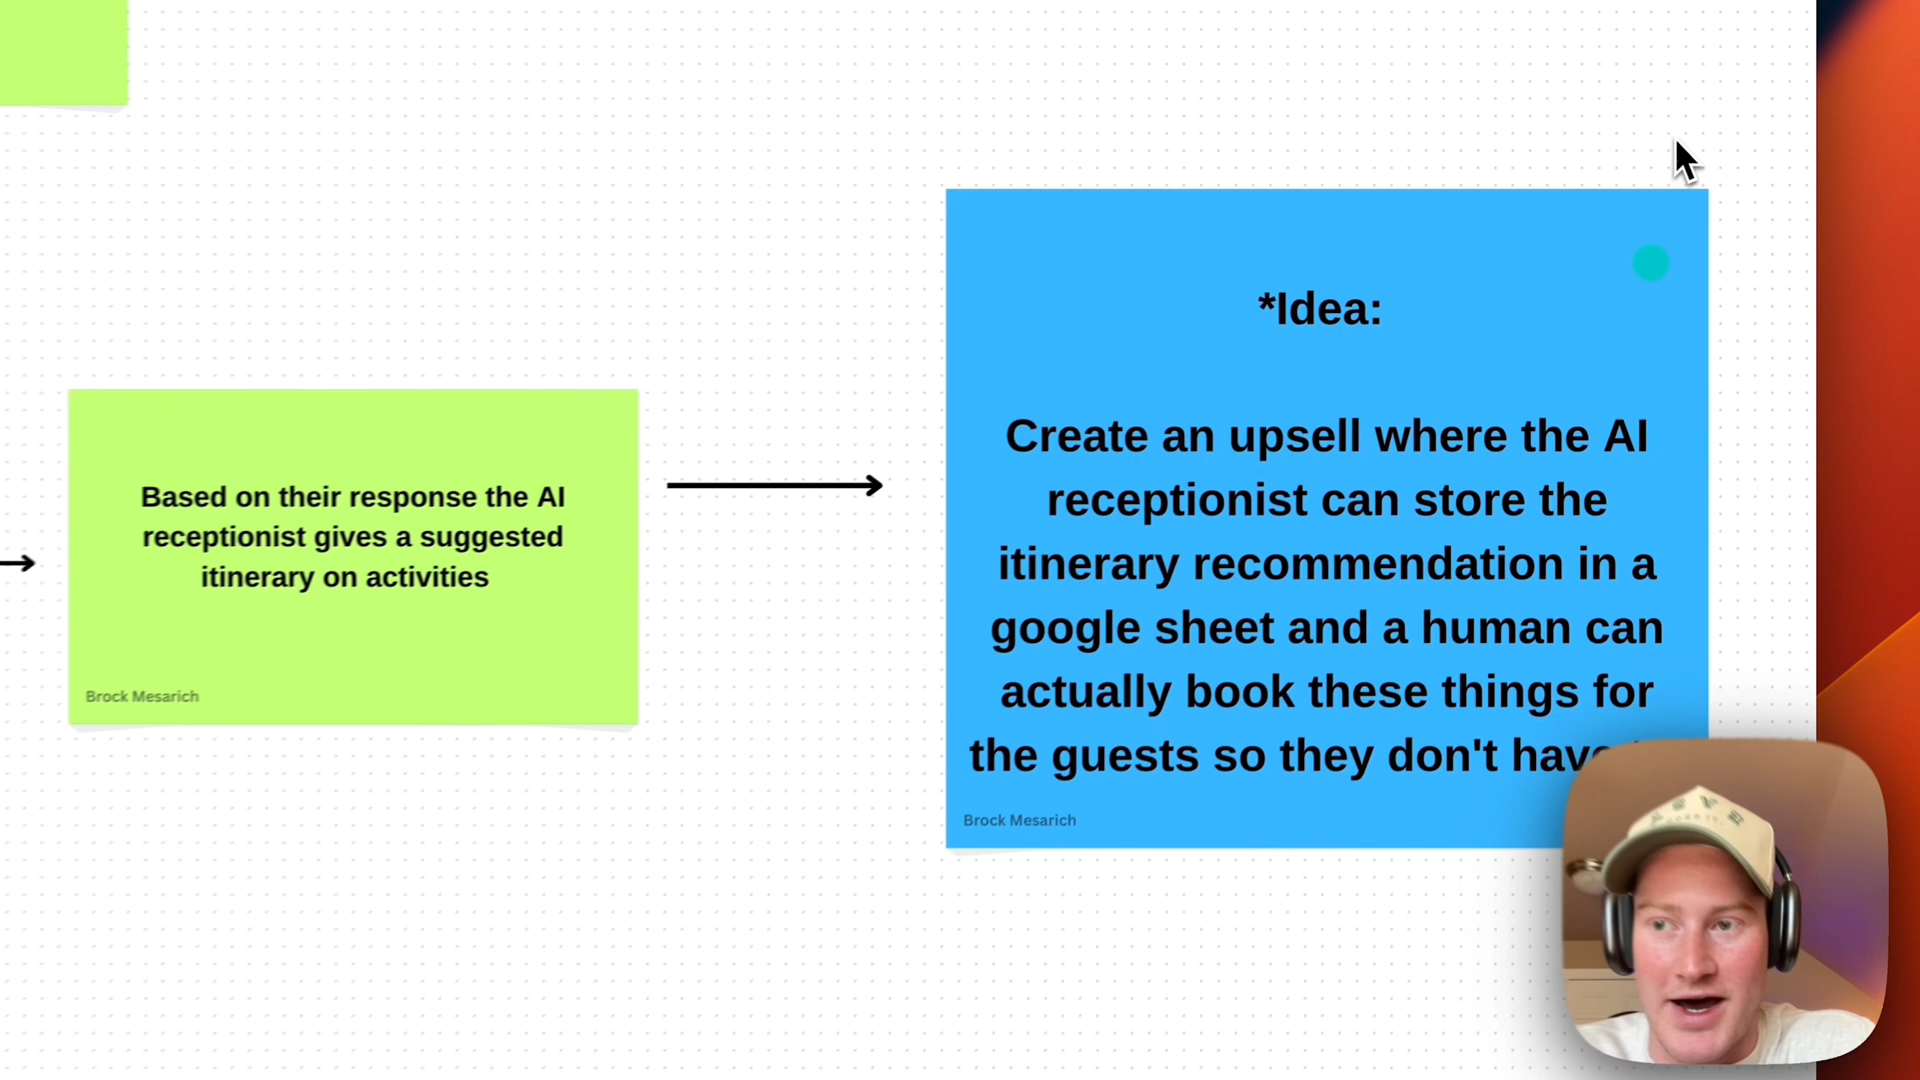 Based on their response the AI
receptionist gives a suggested
itinerary on activities
Brock Mesarich
*Idea:
Create an upsell where the AI
receptionist can store the
itinerary recommendation in a
google sheet and a human can
actually book these things for
the guests so they don't have
Brock Mesarich